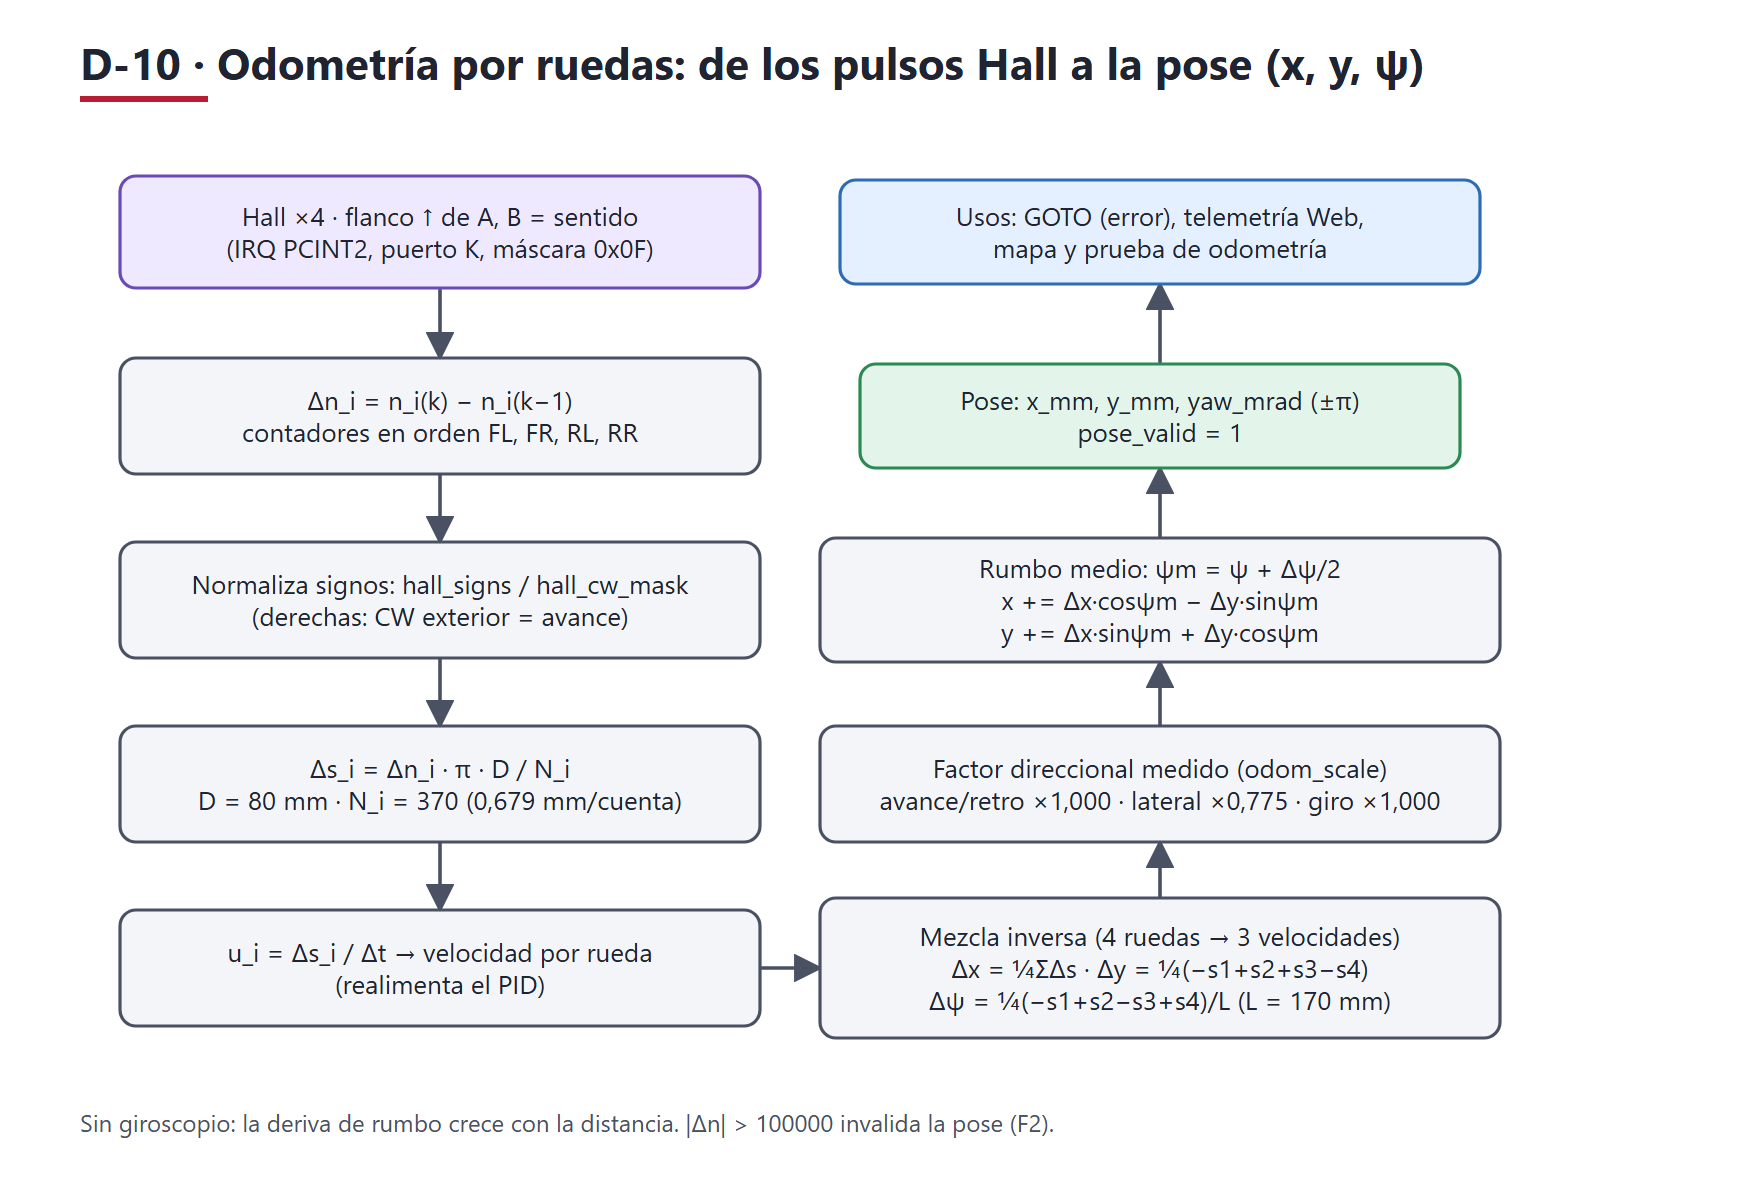 D-10 · Odometría por ruedas: de los pulsos Hall a la pose (x, y, ψ)
Hall ×4 · flanco ↑ de A, B = sentido
(IRQ PCINT2, puerto K, máscara 0x0F)
Δn_i = n_i(k) − n_i(k−1)
contadores en orden FL, FR, RL, RR
Normaliza signos: hall_signs / hall_cw_mask
(derechas: CW exterior = avance)
Δs_i = Δn_i · π · D / N_i
D = 80 mm · N_i = 370 (0,679 mm/cuenta)
u_i = Δs_i / Δt → velocidad por rueda
(realimenta el PID)
Mezcla inversa (4 ruedas → 3 velocidades)
Δx = ¼ΣΔs · Δy = ¼(−s1+s2+s3−s4)
Δψ = ¼(−s1+s2−s3+s4)/L (L = 170 mm)
Factor direccional medido (odom_scale)
avance/retro ×1,000 · lateral ×0,775 · giro ×1,000
Rumbo medio: ψm = ψ + Δψ/2
x += Δx·cosψm − Δy·sinψm
y += Δx·sinψm + Δy·cosψm
Pose: x_mm, y_mm, yaw_mrad (±π)
pose_valid = 1
Usos: GOTO (error), telemetría Web,
mapa y prueba de odometría
Sin giroscopio: la deriva de rumbo crece con la distancia. |Δn| > 100000 invalida la pose (F2).